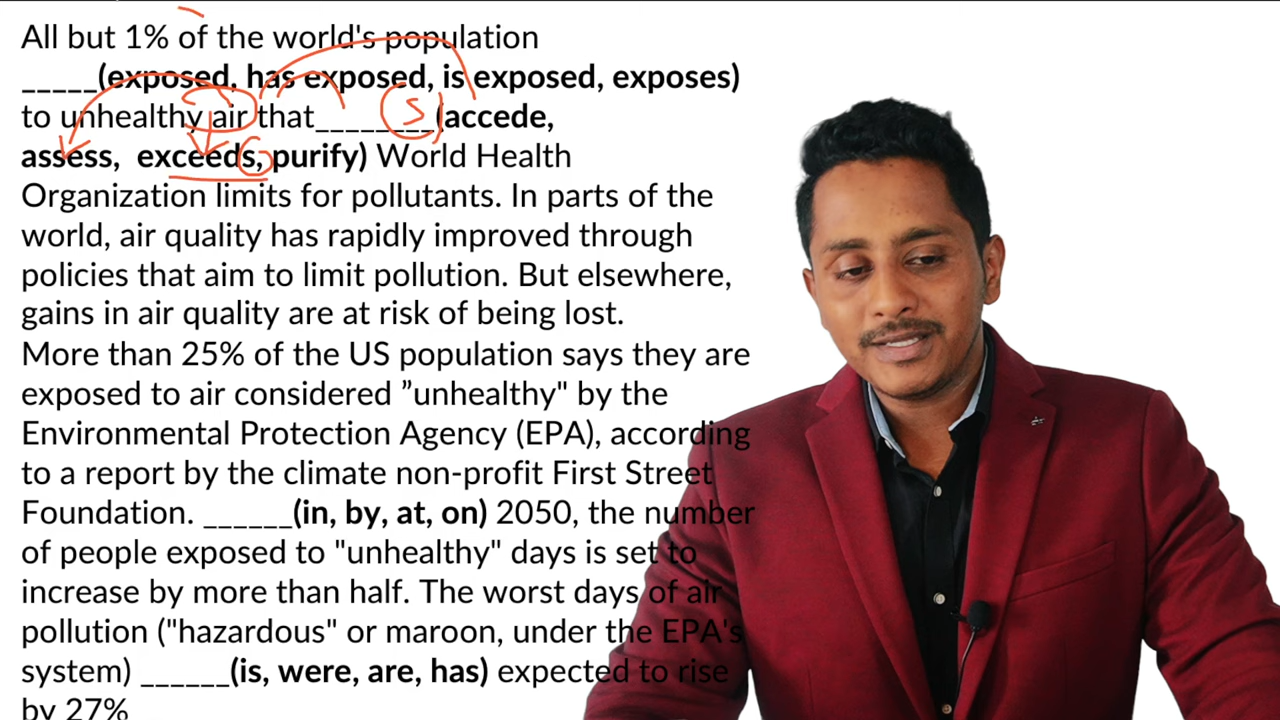 All but 1% of the world's population
_____(exposed, has exposed, is exposed, exposes)
to unhealthy air that________(accede,
assess, exceeds, purify) World Health
Organization limits for pollutants. In parts of the
world, air quality has rapidly improved through
policies that aim to limit pollution. But elsewhere,
gains in air quality are at risk of being lost.
More than 25% of the US population says they are
exposed to air considered ”unhealthy" by the
Environmental Protection Agency (EPA), according
to a report by the climate non-profit First Street
Foundation. ______(in, by, at, on) 2050, the number
of people exposed to "unhealthy" days is set to
increase by more than half. The worst days of air
pollution ("hazardous" or maroon, under the EPA's
system) ______(is, were, are, has) expected to rise
by 27%
S